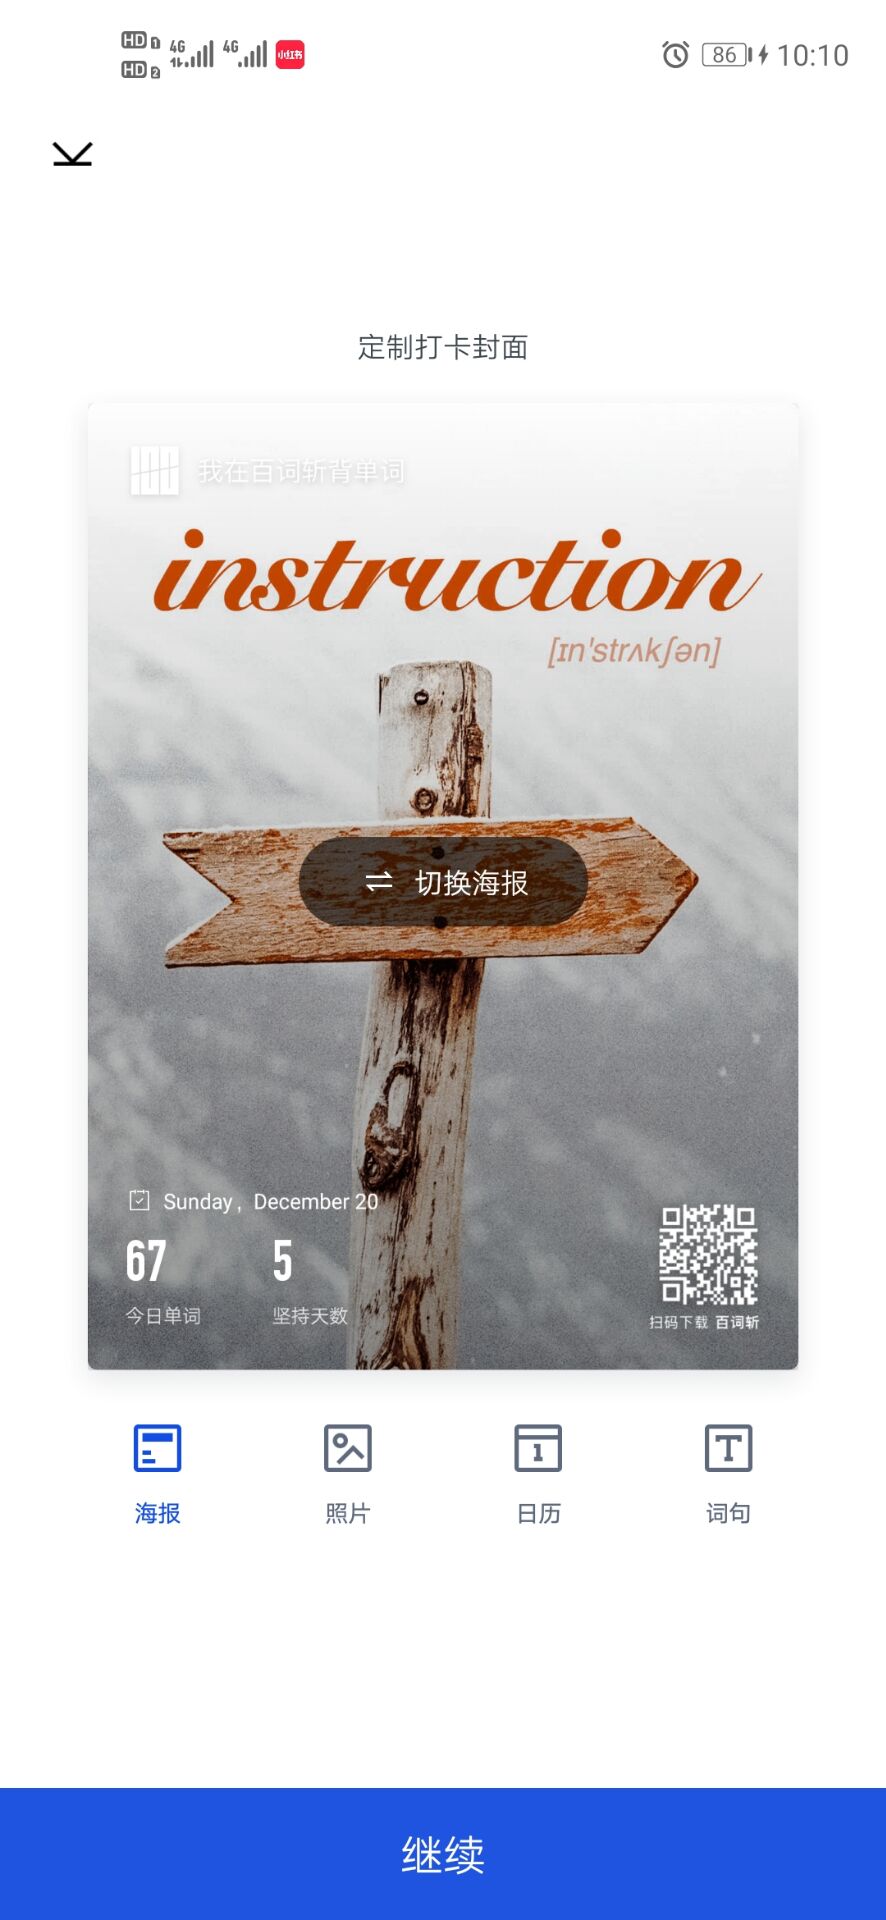 HD 1 4G 4G 小红书 86 10:10
HD 2
定制打卡封面
我在百词斩背单词
instruction
[ɪn'strʌkʃən]
切换海报
Sunday, December 20
67 5
今日单词 坚持天数
扫码下载 百词斩
海报 照片 日历 词句
继续